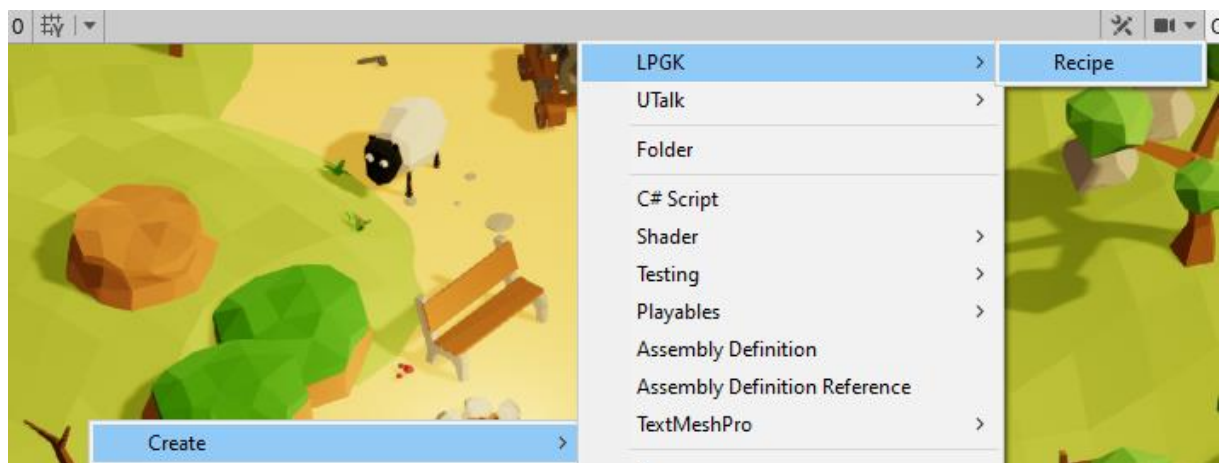 0
LPGK
Recipe
UTalk
Folder
C# Script
Shader
Testing
Playables
Assembly Definition
Assembly Definition Reference
TextMeshPro
Create